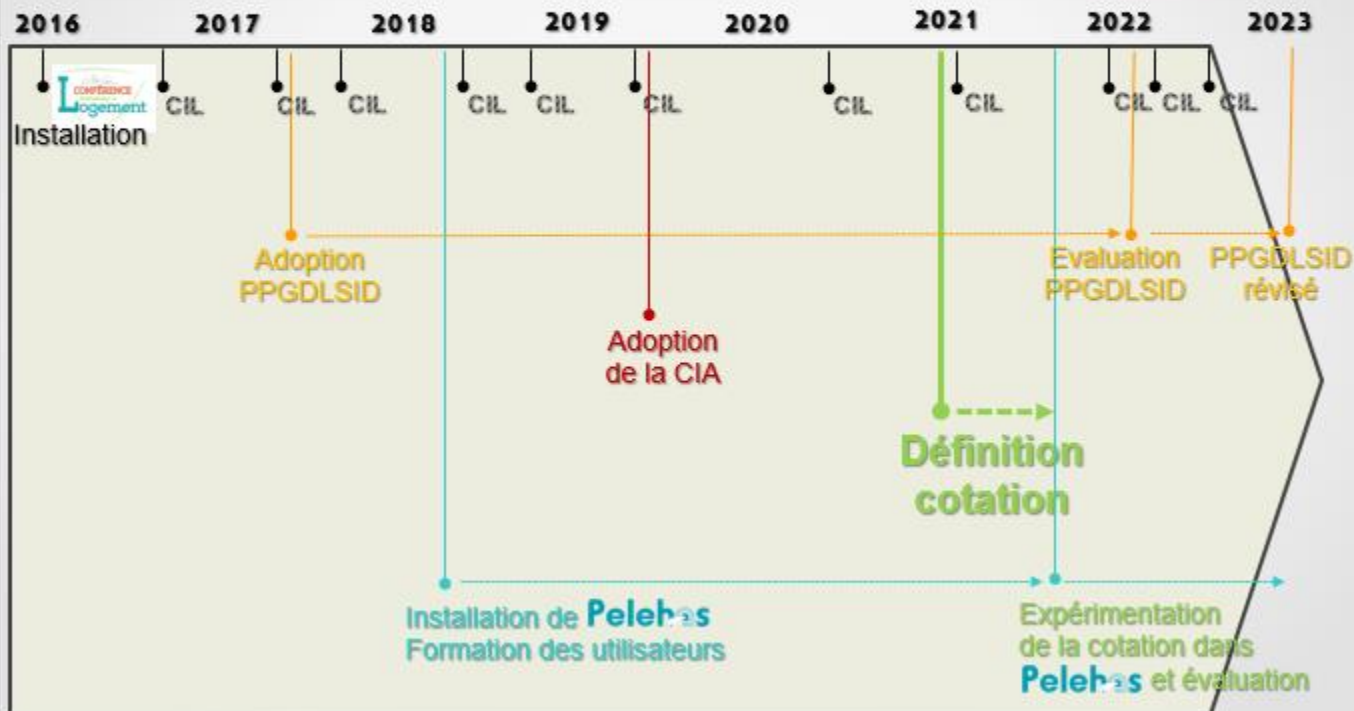 2016 2017 2018 2019 2020 2021 2022 2023
CONFÉRENCE
Logement
Installation
CIL CIL CIL CIL CIL CIL CIL CIL CIL CIL CIL
Adoption
PPGDLSID
Evaluation
PPGDLSID
PPGDLSID
révisé
Adoption
de la CIA
Définition
cotation
Installation de Pelehas
Formation des utilisateurs
Expérimentation
de la cotation dans
Pelehas et évaluation